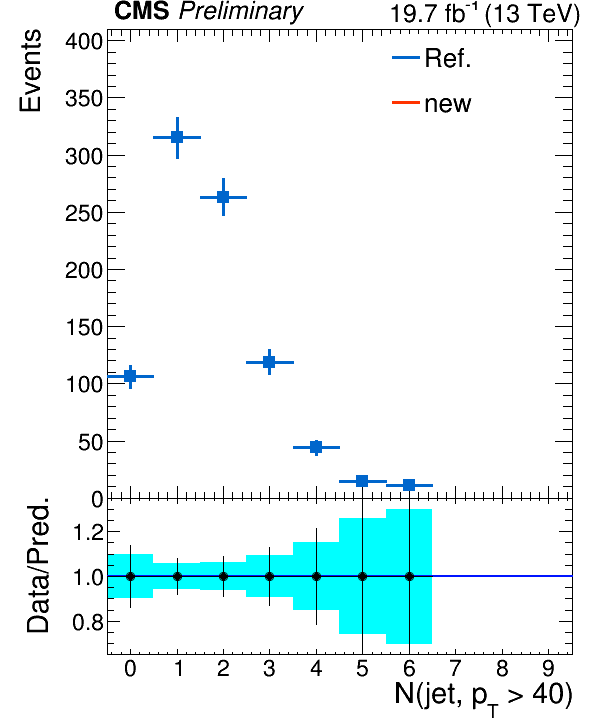 CMS Preliminary 19.7 fb⁻¹ (13 TeV)
Events
400
350
300
250
200
150
100
50
0
Ref.
new
Data/Pred.
1.2
1.0
0.8
0 1 2 3 4 5 6 7 8 9
N(jet, p_T > 40)